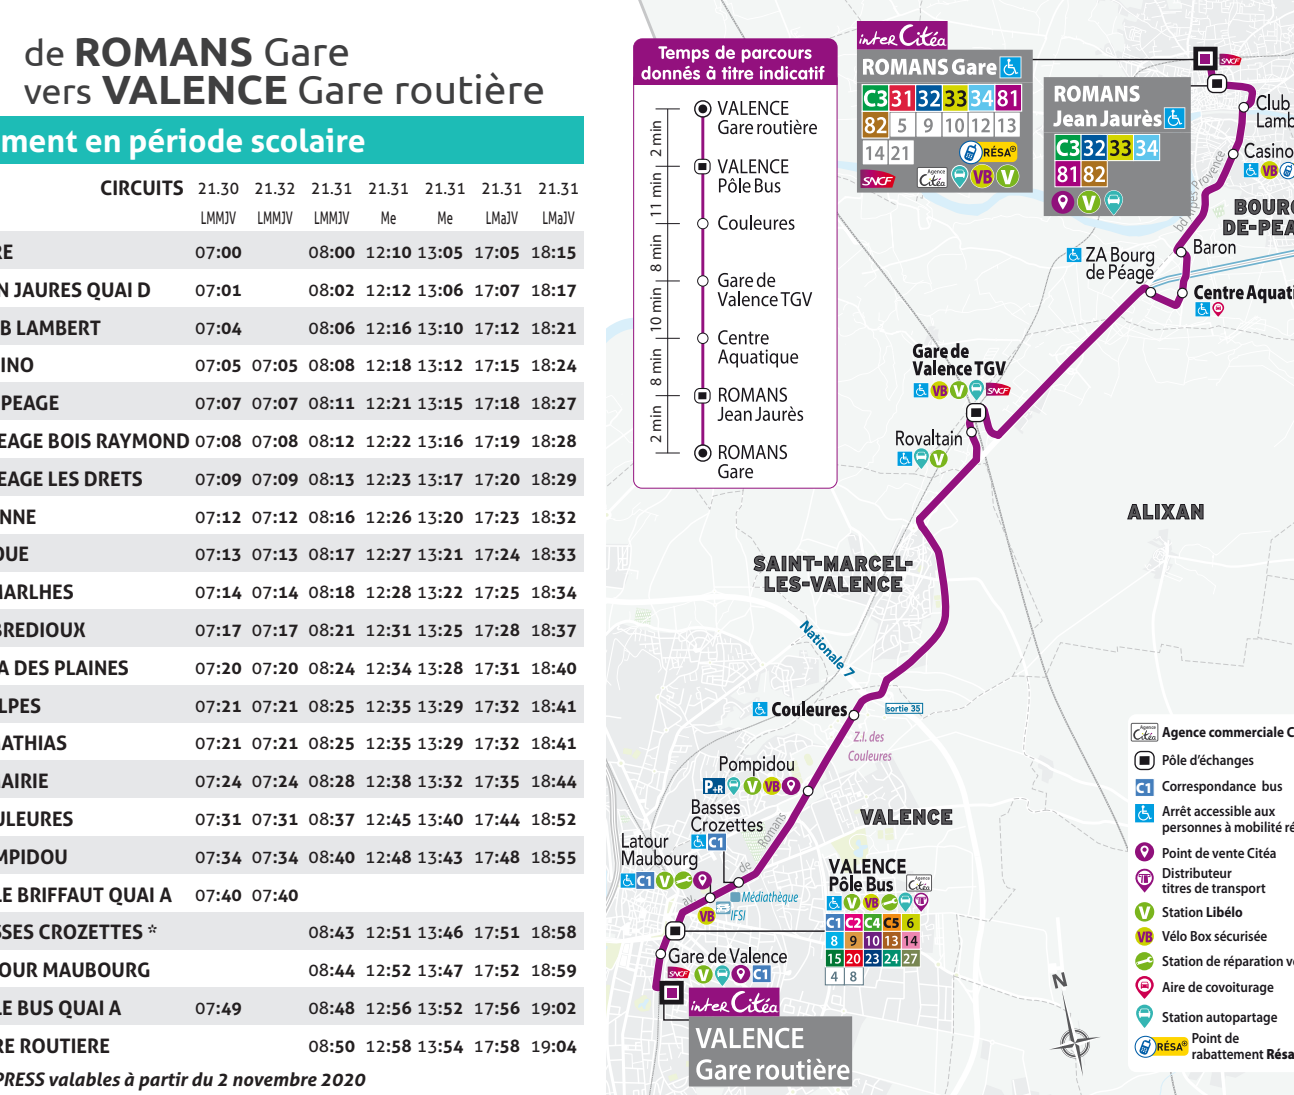 de ROMANS Gare
vers VALENCE Gare routière
ment en période scolaire
CIRCUITS 21.30 21.32 21.31 21.31 21.31 21.31 21.31
LMMJV LMMJV LMMJV Me Me LMaJV LMaJV
RE 07:00 08:00 12:10 13:05 17:05 18:15
N JAURES QUAI D 07:01 08:02 12:12 13:06 17:07 18:17
B LAMBERT 07:04 08:06 12:16 13:10 17:12 18:21
INO 07:05 07:05 08:08 12:18 13:12 17:15 18:24
PEAGE 07:07 07:07 08:11 12:21 13:15 17:18 18:27
EAGE BOIS RAYMOND 07:08 07:08 08:12 12:22 13:16 17:19 18:28
EAGE LES DRETS 07:09 07:09 08:13 12:23 13:17 17:20 18:29
NNE 07:12 07:12 08:16 12:26 13:20 17:23 18:32
OUE 07:13 07:13 08:17 12:27 13:21 17:24 18:33
MARLHES 07:14 07:14 08:18 12:28 13:22 17:25 18:34
BREDIOUX 07:17 07:17 08:21 12:31 13:25 17:28 18:37
A DES PLAINES 07:20 07:20 08:24 12:34 13:28 17:31 18:40
LPES 07:21 07:21 08:25 12:35 13:29 17:32 18:41
MATHIAS 07:21 07:21 08:25 12:35 13:29 17:32 18:41
MAIRIE 07:24 07:24 08:28 12:38 13:32 17:35 18:44
ULEURES 07:31 07:31 08:37 12:45 13:40 17:44 18:52
MPIDOU 07:34 07:34 08:40 12:48 13:43 17:48 18:55
LE BRIFFAUT QUAI A 07:40 07:40
SSES CROZETTES * 08:43 12:51 13:46 17:51 18:58
OUR MAUBOURG 08:44 12:52 13:47 17:52 18:59
LE BUS QUAI A 07:49 08:48 12:56 13:52 17:56 19:02
RE ROUTIERE 08:50 12:58 13:54 17:58 19:04
PRESS valables à partir du 2 novembre 2020
Temps de parcours
donnés à titre indicatif
VALENCE
Gare routière
2 min
VALENCE
Pôle Bus
11 min
Couleures
8 min
Gare de
Valence TGV
10 min
Centre
Aquatique
8 min
ROMANS
Jean Jaurès
2 min
ROMANS
Gare
inter Citéa
ROMANS Gare
C3 31 32 33 34 81
82 5 9 10 12 13
14 21 RÉSA®
SNCF Agence Citéa VB V
SNCF
ROMANS
Jean Jaurès
C3 32 33 34
81 82
V
Club
Lamb
Casino
VB
bd Alpes Provence
BOURG
DE-PEA
Baron
ZA Bourg
de Péage
Centre Aquati
Gare de
Valence TGV
VB V SNCF
Rovaltain
V
ALIXAN
SAINT-MARCEL-
LES-VALENCE
Nationale 7
Couleures
sortie 35
Z.I. des
Couleures
Pompidou
P+R V VB
Basses
Crozettes
C1
av. de Romans
VALENCE
Latour
Maubourg
C1 V
Médiathèque
VB IFSI
VALENCE
Pôle Bus Agence Citéa
V VB
C1 C2 C4 C5 6
8 9 10 13 14
15 20 23 24 27
4 8
Gare de Valence
SNCF V C1
inter Citéa
VALENCE
Gare routière
N
Agence Citéa Agence commerciale C
Pôle d'échanges
C1 Correspondance bus
Arrêt accessible aux
personnes à mobilité ré
Point de vente Citéa
Distributeur
titres de transport
V Station Libélo
VB Vélo Box sécurisée
Station de réparation v
Aire de covoiturage
Station autopartage
RÉSA® Point de
rabattement Résa